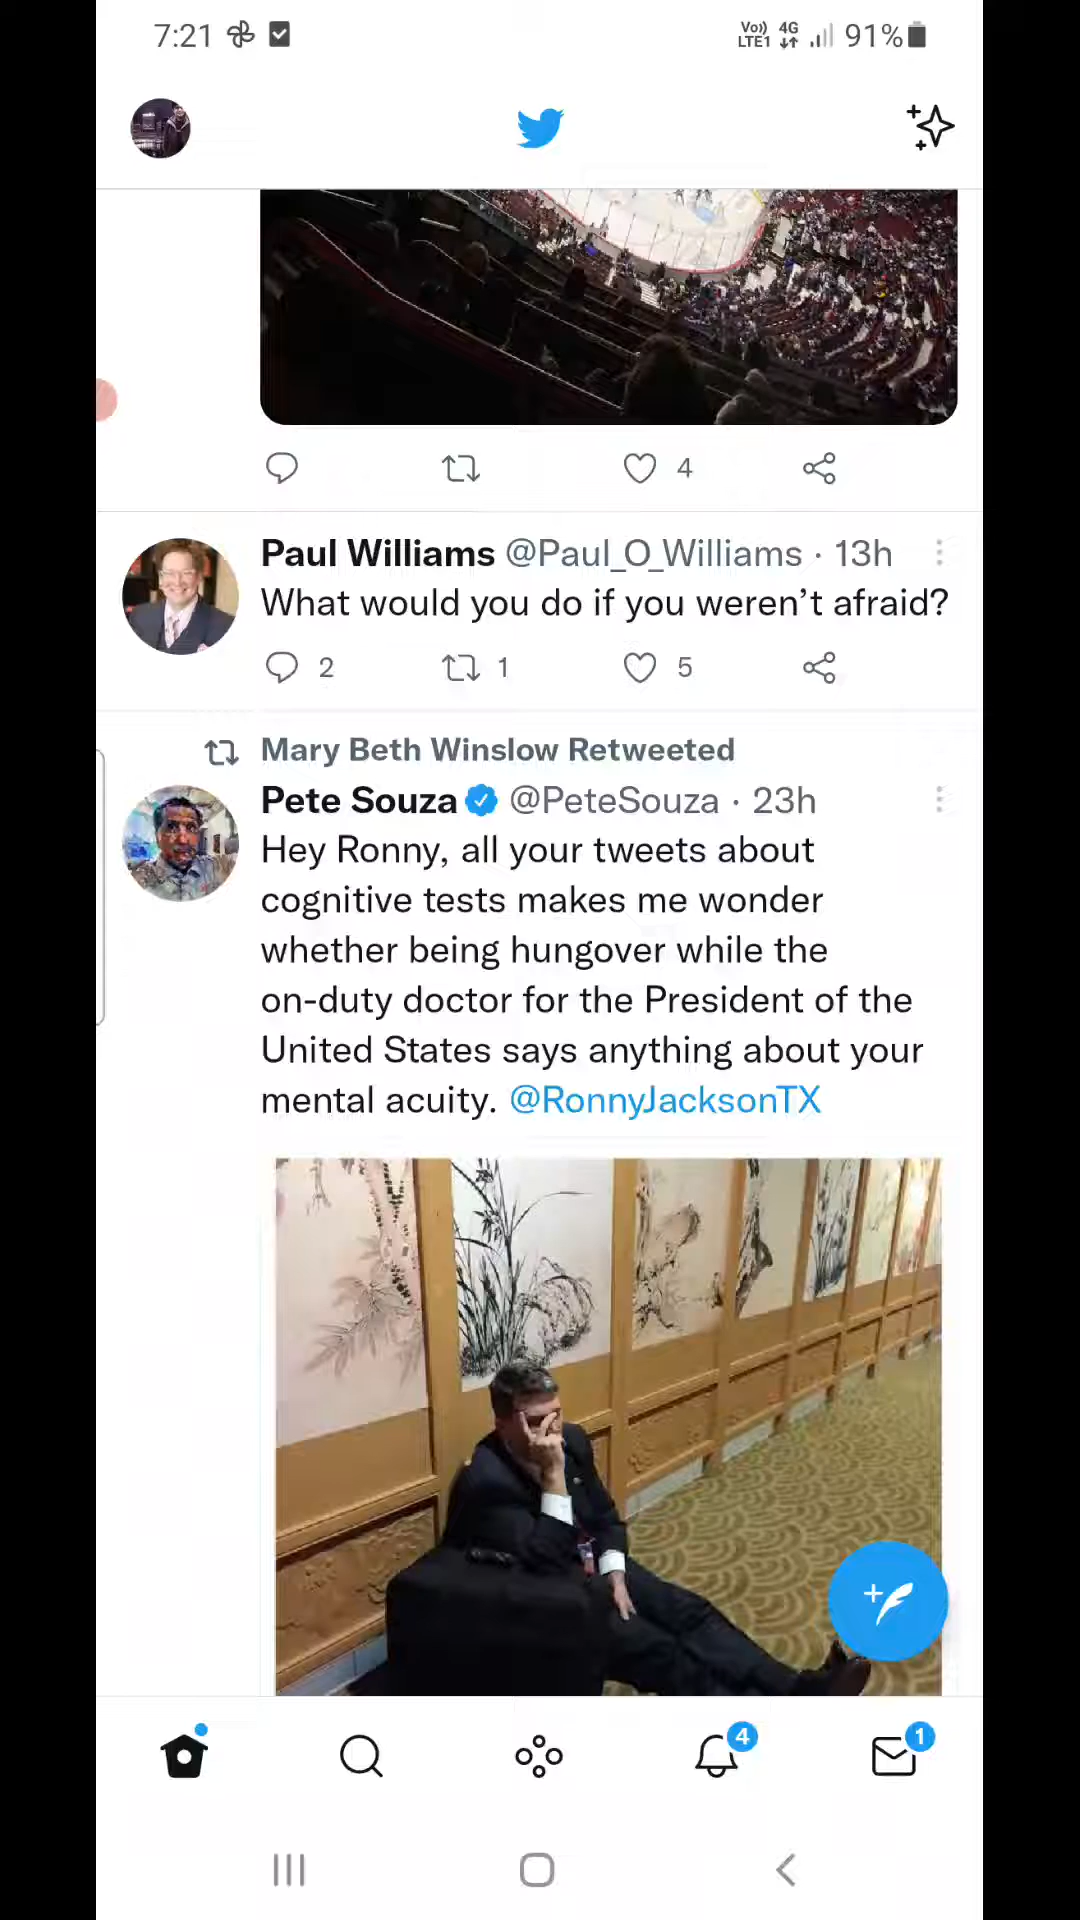 7:21
Vo)) LTE1 4G 91%
4
Paul Williams @Paul_O_Williams · 13h
What would you do if you weren’t afraid?
2 1 5
Mary Beth Winslow Retweeted
Pete Souza @PeteSouza · 23h
Hey Ronny, all your tweets about
cognitive tests makes me wonder
whether being hungover while the
on-duty doctor for the President of the
United States says anything about your
mental acuity. @RonnyJacksonTX
4 1